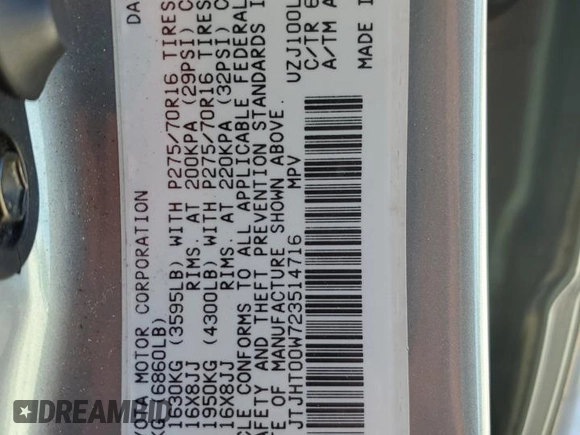 DA
YOTA MOTOR CORPORATION
6860LB)
1630KG (3595LB) WITH P275/70R16 TIRES
16X8JJ RIMS. AT 200KPA (29PSI) C
1950KG (4300LB) WITH P275/70R16 TIRES
16X8JJ RIMS. AT 220KPA (32PSI) C
CLE CONFORMS TO ALL APPLICABLE FEDERAL
AFETY AND THEFT PREVENTION STANDARDS I
E OF MANUFACTURE SHOWN ABOVE.
JTJHT00W723514716 MPV
UZJ100L
C/TR 6
A/TM A
MADE I
DREAMBID